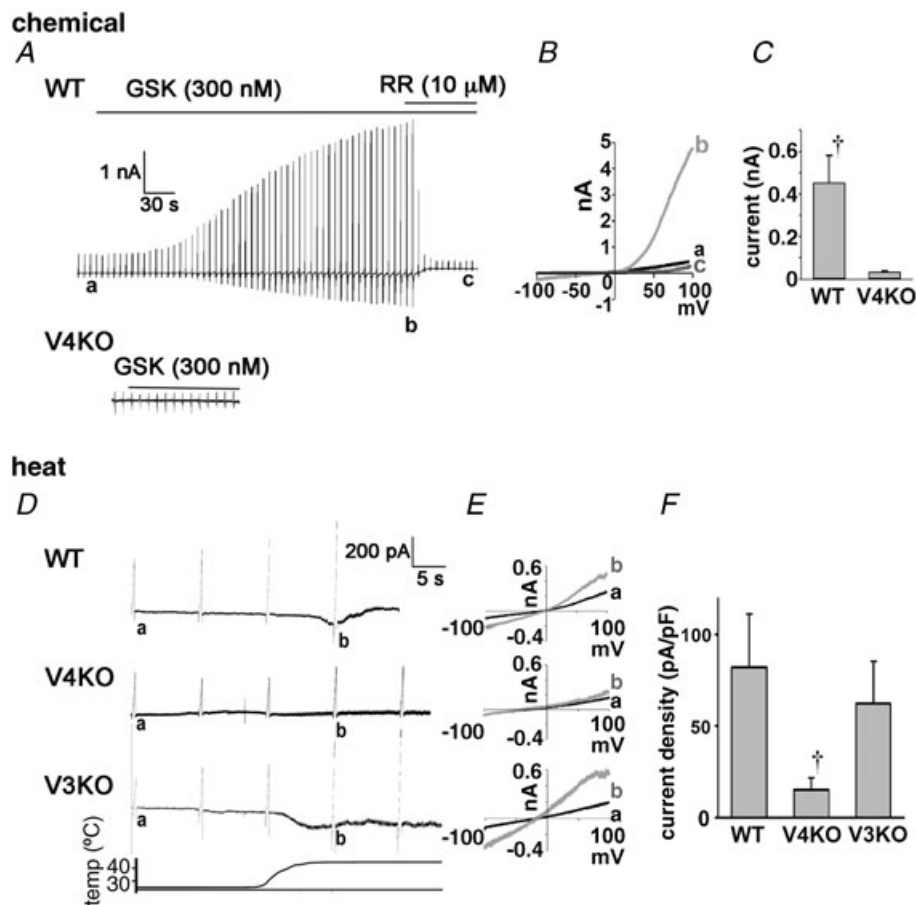 chemical
A
WT GSK (300 nM) RR (10 µM)
1 nA
30 s
a
b
c
V4KO
GSK (300 nM)
B
nA
5
4
3
2
1
0
-1
-100 -50 50 100
mV
b
a
c
C
current (nA)
0.6
0.4
0.2
0
†
WT V4KO
heat
D
WT
200 pA
5 s
a b
V4KO
a b
V3KO
a b
temp (ºC)
40
30
E
0.6
nA
b
a
-100 100
-0.4 mV
0.6
nA
b
a
-100 100
-0.4 mV
0.6
nA
b
a
-100 100
-0.4 mV
F
current density (pA/pF)
100
50
0
†
WT V4KO V3KO